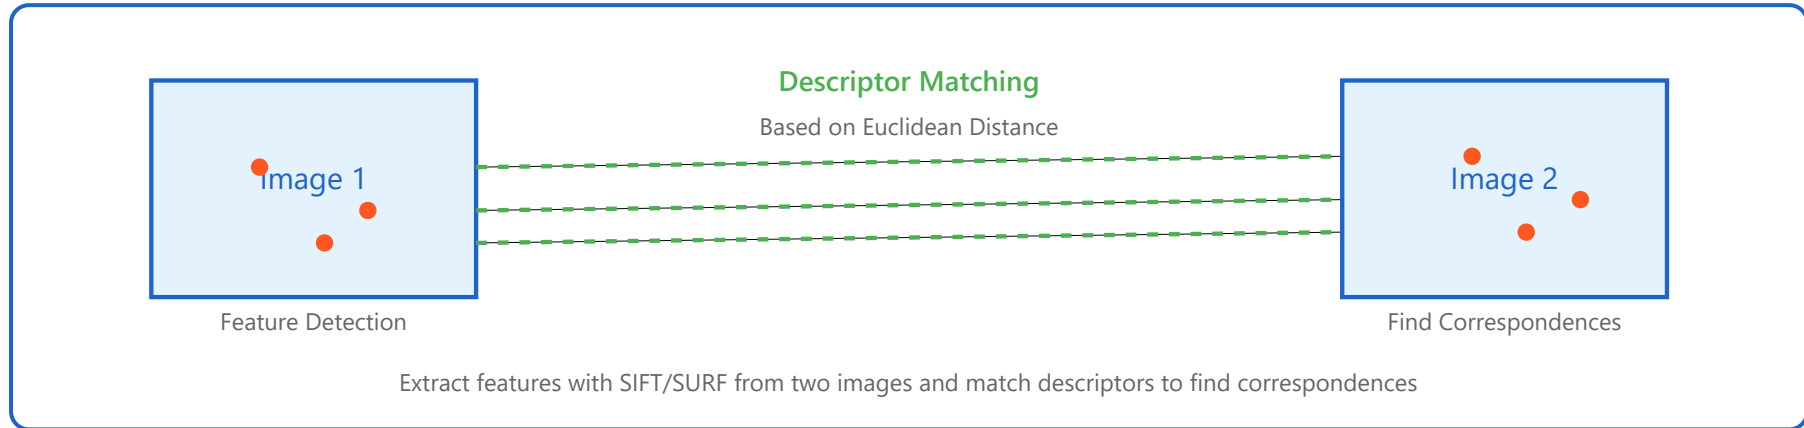 Descriptor Matching
Based on Euclidean Distance
Image 1
Image 2
Feature Detection
Find Correspondences
Extract features with SIFT/SURF from two images and match descriptors to find correspondences